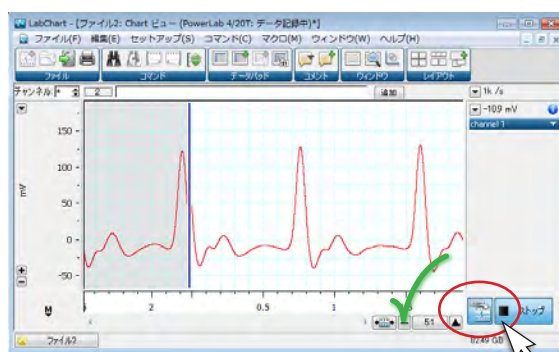 LabChart - [ファイル2: Chart ビュー (PowerLab 4/20T: データ記録中)*]
ファイル(F) 編集(E) セットアップ(S) コマンド(C) マクロ(M) ウィンドウ(W) ヘルプ(H)
ファイル コマンド データパッド コメント ウィンドウ レイアウト
チャンネル: * 2 追加 1k /s
-109 mV
channel 1
150
100
50
0
-50
mV
2 0.5 1
M
5:1 ストップ
ファイル2 82.49 GB